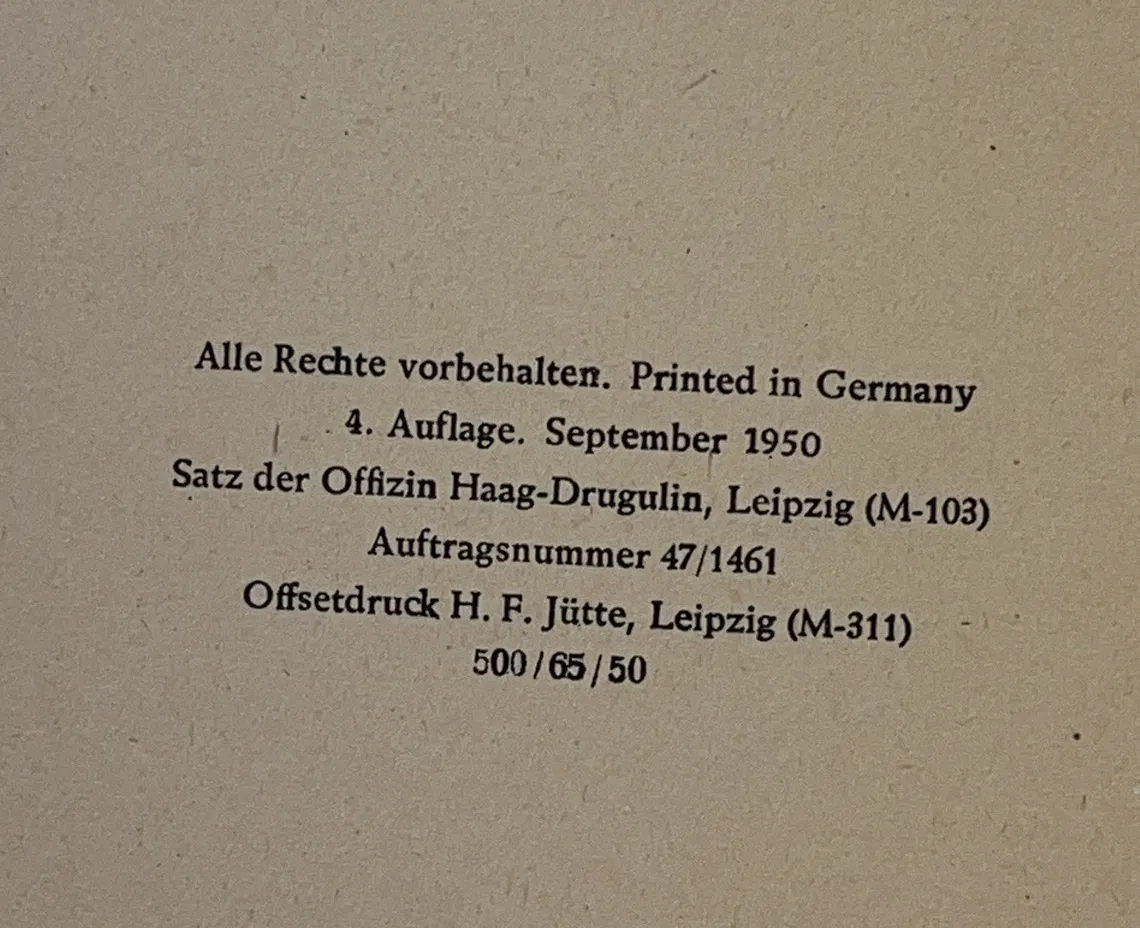 Alle Rechte vorbehalten. Printed in Germany
4. Auflage. September 1950
Satz der Offizin Haag-Drugulin, Leipzig (M-103)
Auftragsnummer 47/1461
Offsetdruck H. F. Jütte, Leipzig (M-311)
500/65/50